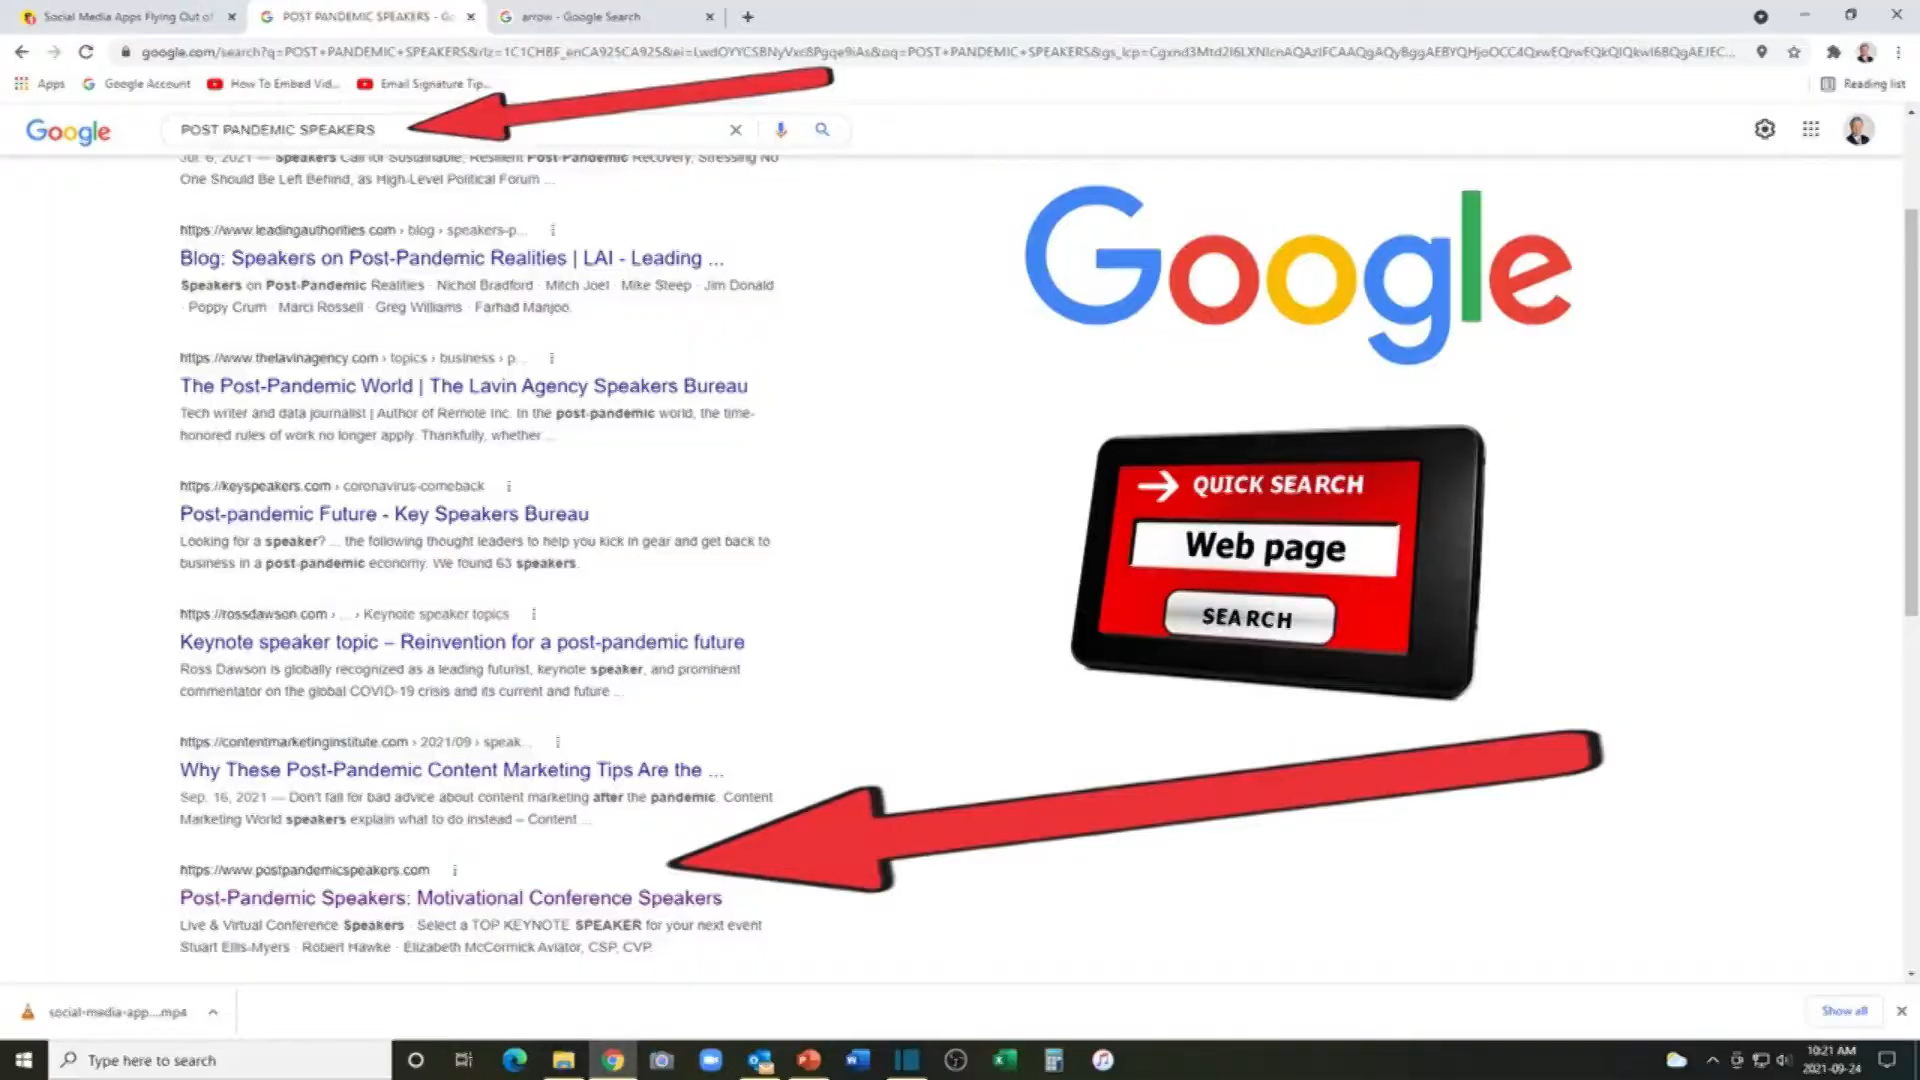 Social Media Apps Flying Out of
POST PANDEMIC SPEAKERS - Go
arrow - Google Search
Apps
Google Account
How To Embed Vid...
Email Signature Tip...
Reading list
Google
POST PANDEMIC SPEAKERS
Jul. 6, 2021 — Speakers Call for Sustainable, Resilient Post-Pandemic Recovery, Stressing No
One Should Be Left Behind, as High-Level Political Forum ...
https://www.leadingauthorities.com › blog › speakers-p...
Blog: Speakers on Post-Pandemic Realities | LAI - Leading ...
Speakers on Post-Pandemic Realities · Nichol Bradford · Mitch Joel · Mike Steep · Jim Donald
· Poppy Crum · Marci Rossell · Greg Williams · Farhad Manjoo.
https://www.thelavinagency.com › topics › business › p...
The Post-Pandemic World | The Lavin Agency Speakers Bureau
Tech writer and data journalist | Author of Remote Inc. In the post-pandemic world, the time-
honored rules of work no longer apply. Thankfully, whether ...
https://keyspeakers.com › coronavirus-comeback
Post-pandemic Future - Key Speakers Bureau
Looking for a speaker? ... the following thought leaders to help you kick in gear and get back to
business in a post-pandemic economy. We found 63 speakers.
https://rossdawson.com › ... › Keynote speaker topics
Keynote speaker topic – Reinvention for a post-pandemic future
Ross Dawson is globally recognized as a leading futurist, keynote speaker, and prominent
commentator on the global COVID-19 crisis and its current and future ...
https://contentmarketinginstitute.com › 2021/09 › speak...
Why These Post-Pandemic Content Marketing Tips Are the ...
Sep. 16, 2021 — Don't fall for bad advice about content marketing after the pandemic. Content
Marketing World speakers explain what to do instead – Content ...
https://www.postpandemicspeakers.com
Post-Pandemic Speakers: Motivational Conference Speakers
Live & Virtual Conference Speakers · Select a TOP KEYNOTE SPEAKER for your next event
Stuart Ellis-Myers · Robert Hawke · Elizabeth McCormick Aviator, CSP, CVP.
Google
QUICK SEARCH
Web page
SEARCH
social-media-app....mp4
Show all
Type here to search
10:21 AM
2021-09-24